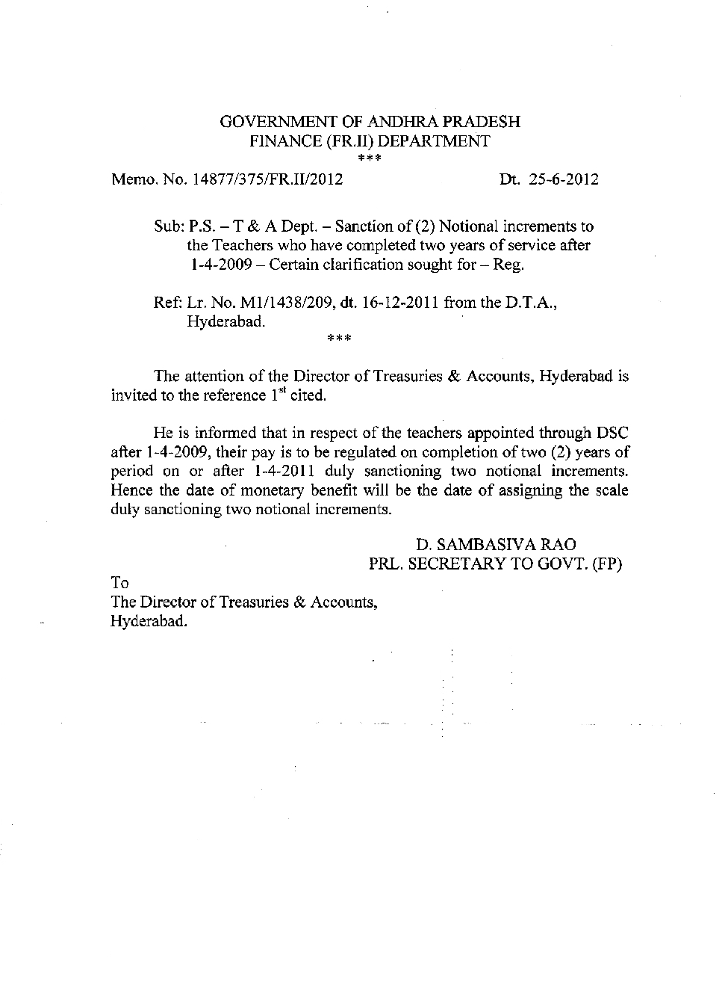 GOVERNMENT OF ANDHRA PRADESH
FINANCE (FR.II) DEPARTMENT
***
Memo. No. 14877/375/FR.II/2012 Dt. 25-6-2012
Sub: P.S. – T & A Dept. – Sanction of (2) Notional increments to
the Teachers who have completed two years of service after
1-4-2009 – Certain clarification sought for – Reg.
Ref: Lr. No. M1/1438/209, dt. 16-12-2011 from the D.T.A.,
Hyderabad.
***
The attention of the Director of Treasuries & Accounts, Hyderabad is
invited to the reference 1st cited.
He is informed that in respect of the teachers appointed through DSC
after 1-4-2009, their pay is to be regulated on completion of two (2) years of
period on or after 1-4-2011 duly sanctioning two notional increments.
Hence the date of monetary benefit will be the date of assigning the scale
duly sanctioning two notional increments.
D. SAMBASIVA RAO
PRL. SECRETARY TO GOVT. (FP)
To
The Director of Treasuries & Accounts,
Hyderabad.